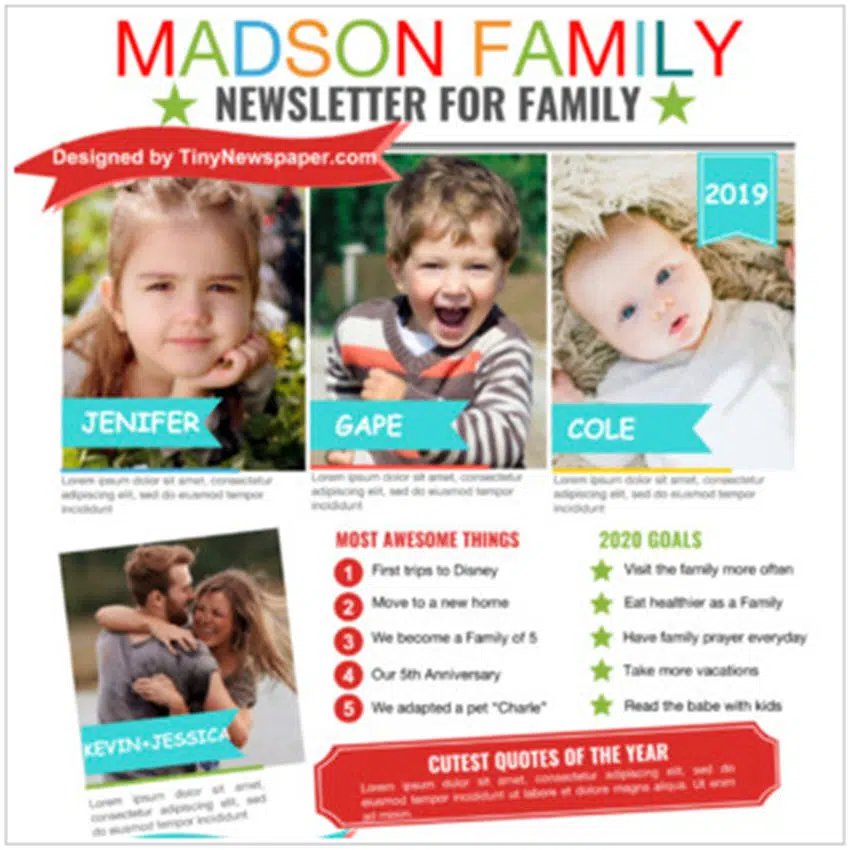 MADSON FAMILY
NEWSLETTER FOR FAMILY
Designed by TinyNewspaper.com
2019
JENIFER
GAPE
COLE
Lorem ipsum dolor sit amet, consectetur
adipiscing elit, sed do eiusmod tempor
incididunt
Lorem ipsum dolor sit amet, consectetur
adipiscing elit, sed do eiusmod tempor
incididunt
Lorem ipsum dolor sit amet, consectetur
adipiscing elit, sed do eiusmod tempor
incididunt
MOST AWESOME THINGS
1 First trips to Disney
2 Move to a new home
3 We become a Family of 5
4 Our 5th Anniversary
5 We adapted a pet “Charle”
2020 GOALS
Visit the family more often
Eat healthier as a Family
Have family prayer everyday
Take more vacations
Read the babe with kids
KEVIN+JESSICA
Lorem ipsum dolor sit amet,
consectetur adipiscing elit, sed
do eiusmod tempor incididunt
CUTEST QUOTES OF THE YEAR
Lorem ipsum dolor sit amet, consectetur adipiscing elit, sed do
eiusmod tempor incididunt ut labore et dolore magna aliqua. Ut enim
ad minim